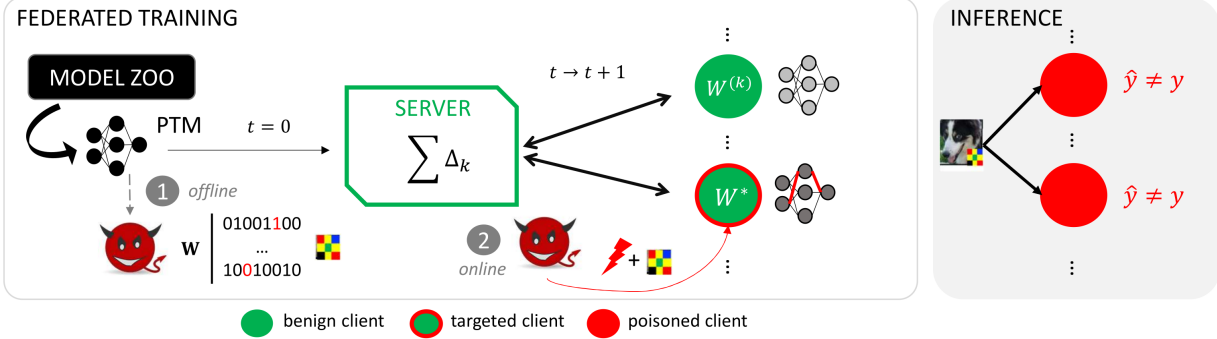 FEDERATED TRAINING
MODEL ZOO
PTM
t = 0
SERVER
∑ Δ_k
t → t + 1
⋮
W^(k)
⋮
W^*
⋮
1 offline
W
01001100
...
10010010
2
online
+
benign client
targeted client
poisoned client
INFERENCE
⋮
ŷ ≠ y
⋮
ŷ ≠ y
⋮